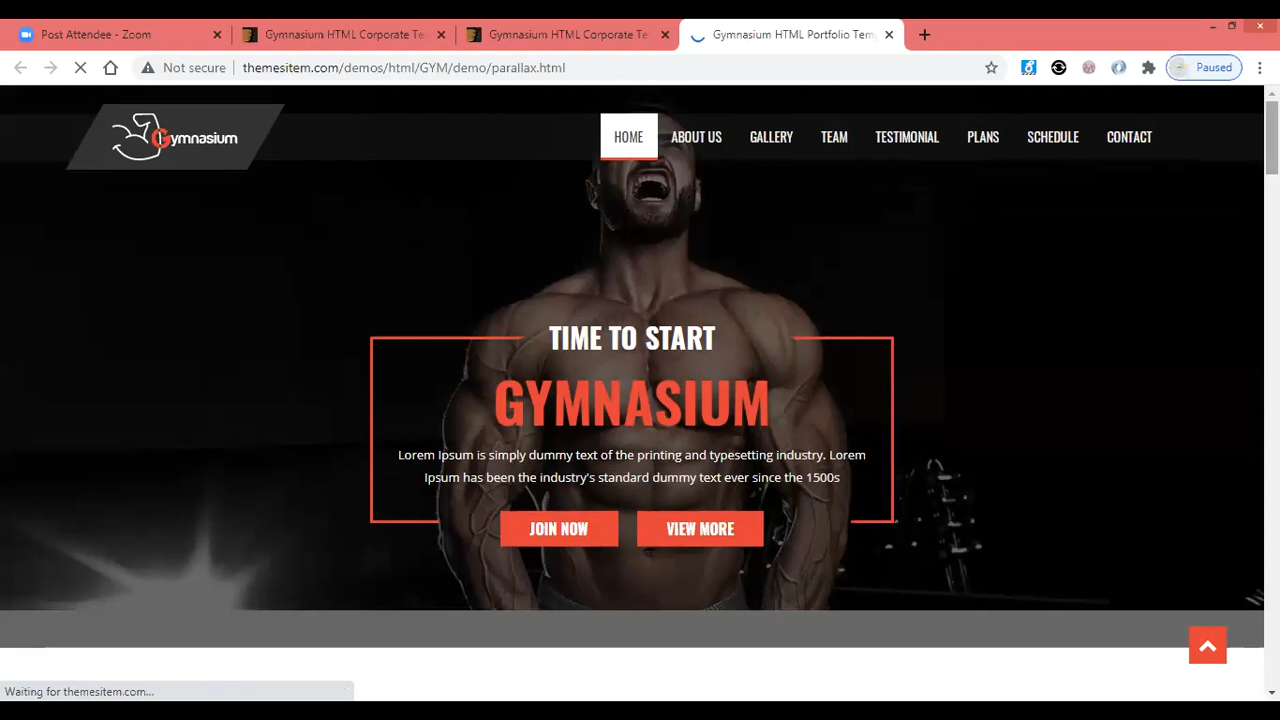 Post Attendee - Zoom
Gymnasium HTML Corporate Te
Gymnasium HTML Corporate Te
Gymnasium HTML Portfolio Tem
Not secure
themesitem.com/demos/html/GYM/demo/parallax.html
Paused
Gymnasium
HOME
ABOUT US
GALLERY
TEAM
TESTIMONIAL
PLANS
SCHEDULE
CONTACT
TIME TO START
GYMNASIUM
Lorem Ipsum is simply dummy text of the printing and typesetting industry. Lorem
Ipsum has been the industry's standard dummy text ever since the 1500s
JOIN NOW
VIEW MORE
Waiting for themesitem.com...